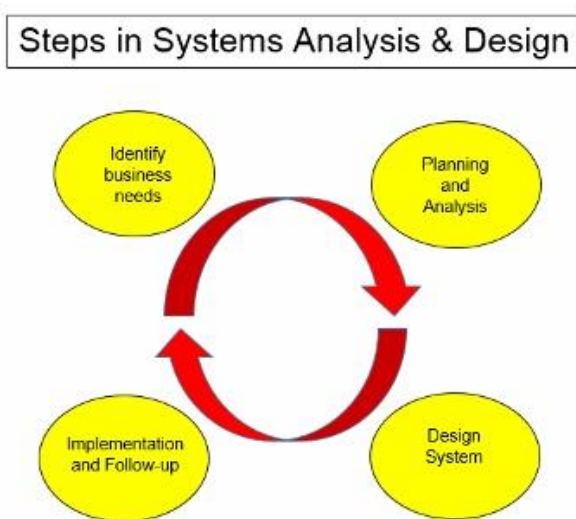 Steps in Systems Analysis & Design
Identify
business
needs
Planning
and
Analysis
Implementation
and Follow-up
Design
System